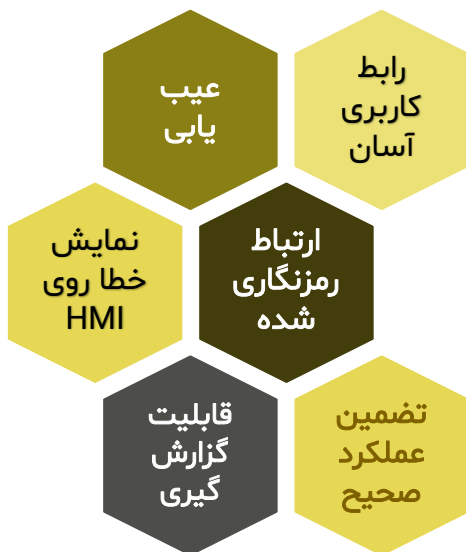 رابط
کاربری
آسان
عیب
یابی
ارتباط
رمزنگاری
شده
نمایش
خطا روی
HMI
تضمین
عملکرد
صحیح
قابلیت
گزارش
گیری